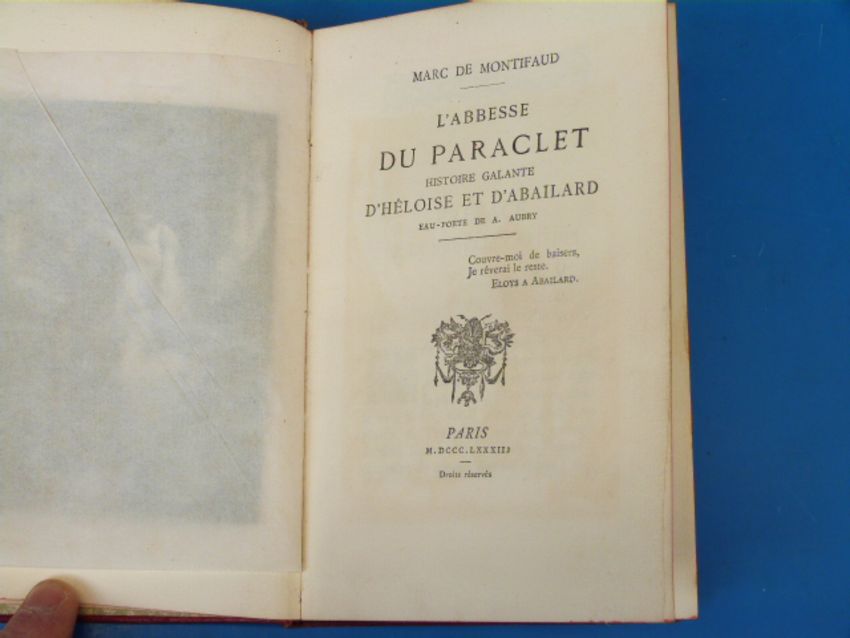 MARC DE MONTIFAUD
L'ABBESSE
DU PARACLET
HISTOIRE GALANTE
D'HÉLOISE ET D'ABAILARD
EAU-FORTE DE A. AUBRY
Couvre-moi de baisers,
Je rêverai le reste.
ELOYS A ABAILARD.
PARIS
M.DCCC.LXXXIII
Droits réservés